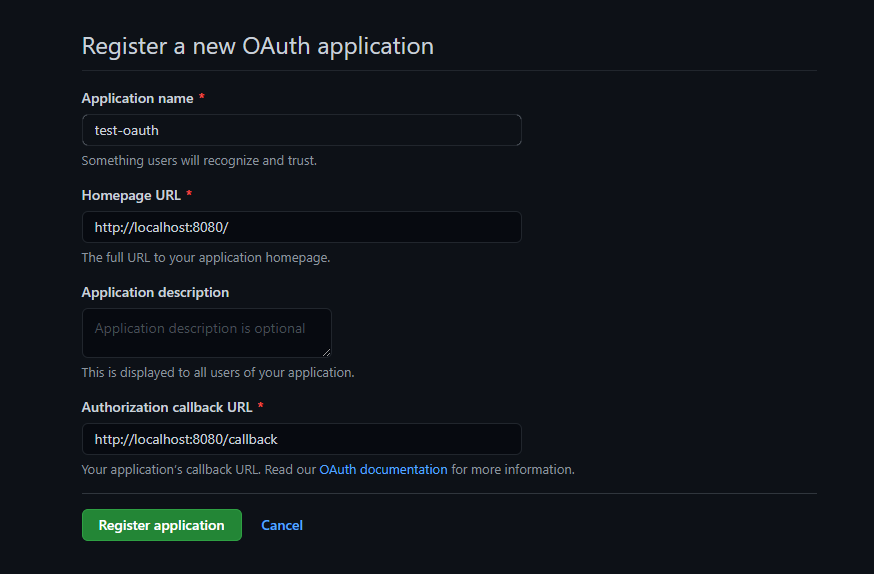 Register a new OAuth application
Application name *
test-oauth
Something users will recognize and trust.
Homepage URL *
http://localhost:8080/
The full URL to your application homepage.
Application description
Application description is optional
This is displayed to all users of your application.
Authorization callback URL *
http://localhost:8080/callback
Your application's callback URL. Read our OAuth documentation for more information.
Register application Cancel